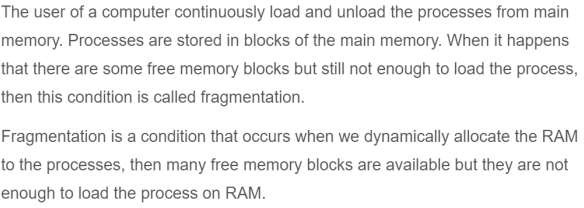 The user of a computer continuously load and unload the processes from main
memory. Processes are stored in blocks of the main memory. When it happens
that there are some free memory blocks but still not enough to load the process,
then this condition is called fragmentation.
Fragmentation is a condition that occurs when we dynamically allocate the RAM
to the processes, then many free memory blocks are available but they are not
enough to load the process on RAM.